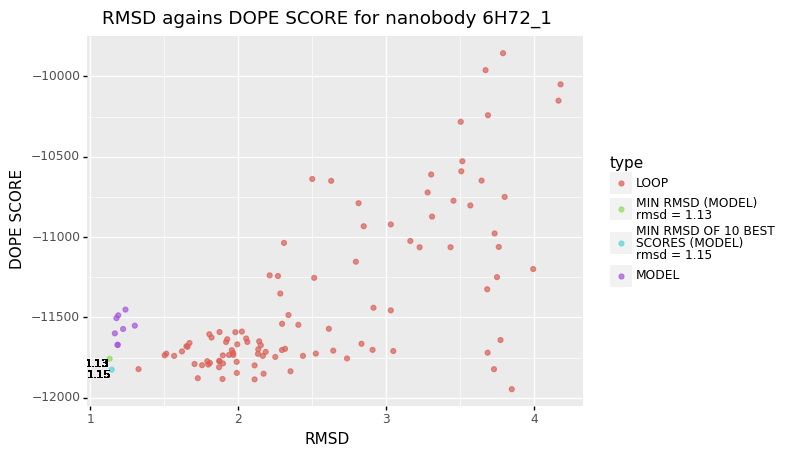 RMSD agains DOPE SCORE for nanobody 6H72_1
DOPE SCORE
−10000
−10500
−11000
−11500
−12000
1.13
1.15
1
2
3
4
RMSD
type
LOOP
MIN RMSD (MODEL)
rmsd = 1.13
MIN RMSD OF 10 BEST
SCORES (MODEL)
rmsd = 1.15
MODEL